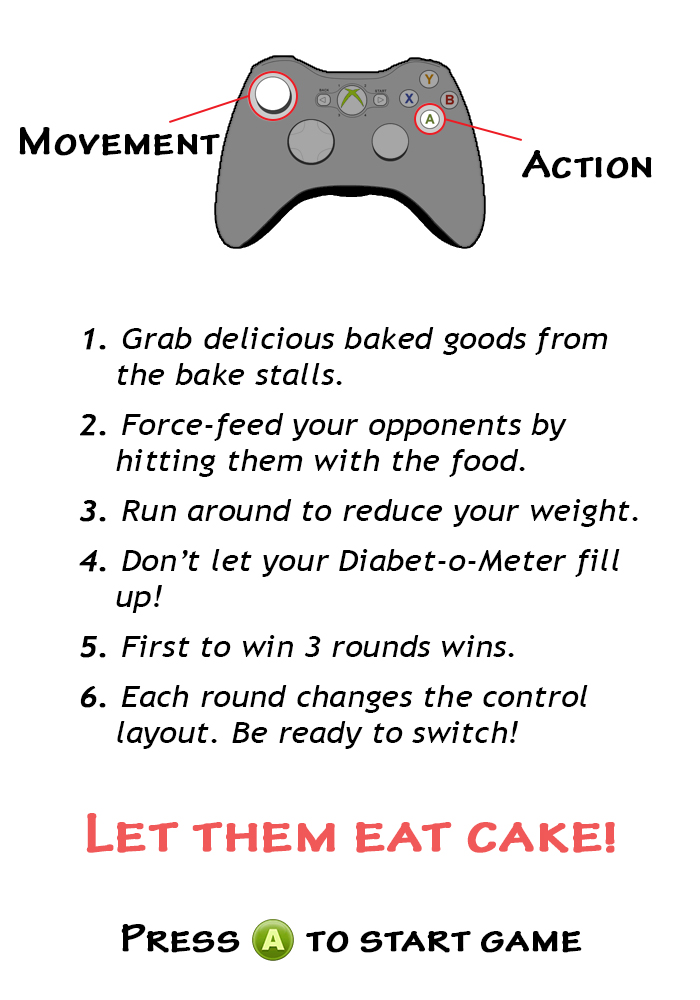 BACK
START
Y
X
B
A
MOVEMENT
ACTION
1. Grab delicious baked goods from
the bake stalls.
2. Force-feed your opponents by
hitting them with the food.
3. Run around to reduce your weight.
4. Don’t let your Diabet-o-Meter fill
up!
5. First to win 3 rounds wins.
6. Each round changes the control
layout. Be ready to switch!
LET THEM EAT CAKE!
PRESS A TO START GAME